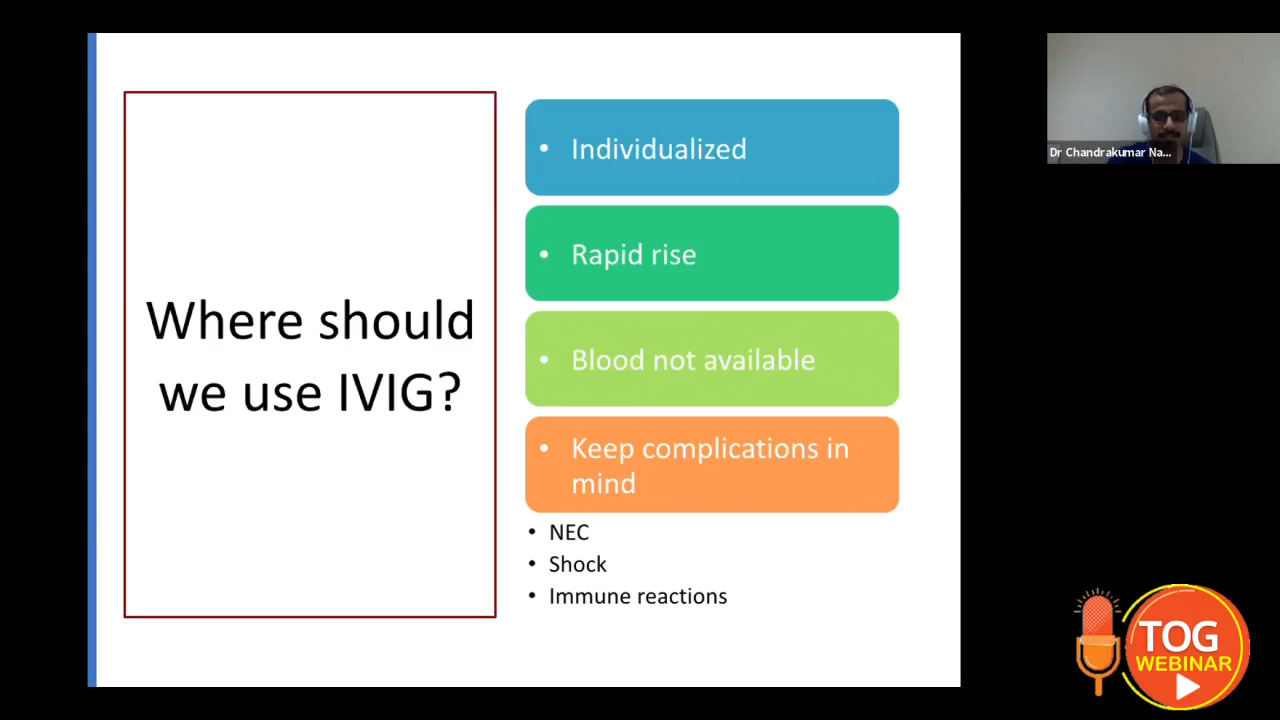 Where should
we use IVIG?
• Individualized
• Rapid rise
• Blood not available
• Keep complications in
mind
• NEC
• Shock
• Immune reactions
Dr Chandrakumar Na...
TOG
WEBINAR